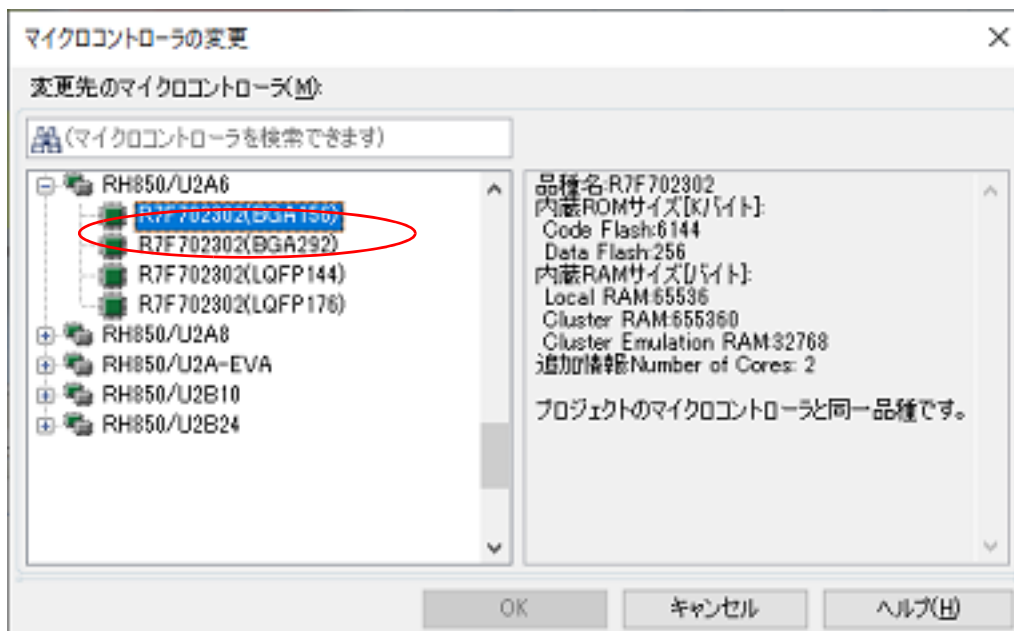 マイクロコントローラの変更
変更先のマイクロコントローラ(M):
(マイクロコントローラを検索できます)
RH850/U2A6
R7F702302(BGA156)
R7F702302(BGA292)
R7F702302(LQFP144)
R7F702302(LQFP176)
RH850/U2A8
RH850/U2A-EVA
RH850/U2B10
RH850/U2B24
品種名:R7F702302
内蔵ROMサイズ[Kバイト]:
Code Flash:6144
Data Flash:256
内蔵RAMサイズ[バイト]:
Local RAM:65536
Cluster RAM:655360
Cluster Emulation RAM:32768
追加情報:Number of Cores: 2
プロジェクトのマイクロコントローラと同一品種です。
OK
キャンセル
ヘルプ(H)